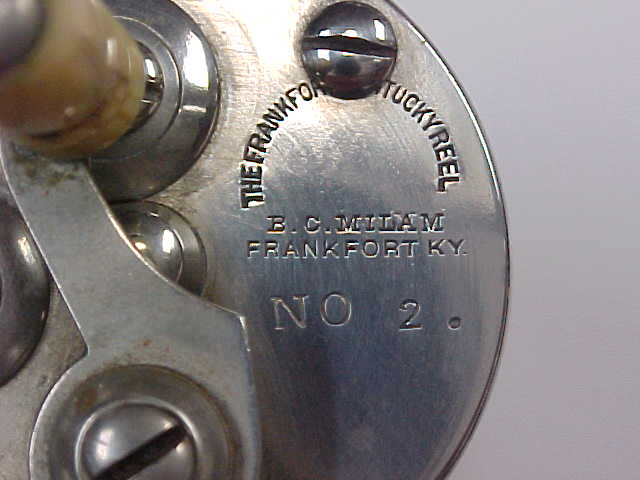 THE FRANKFO TUCKY REEL
B.C. MILAM
FRANKFORT KY.
NO 2.